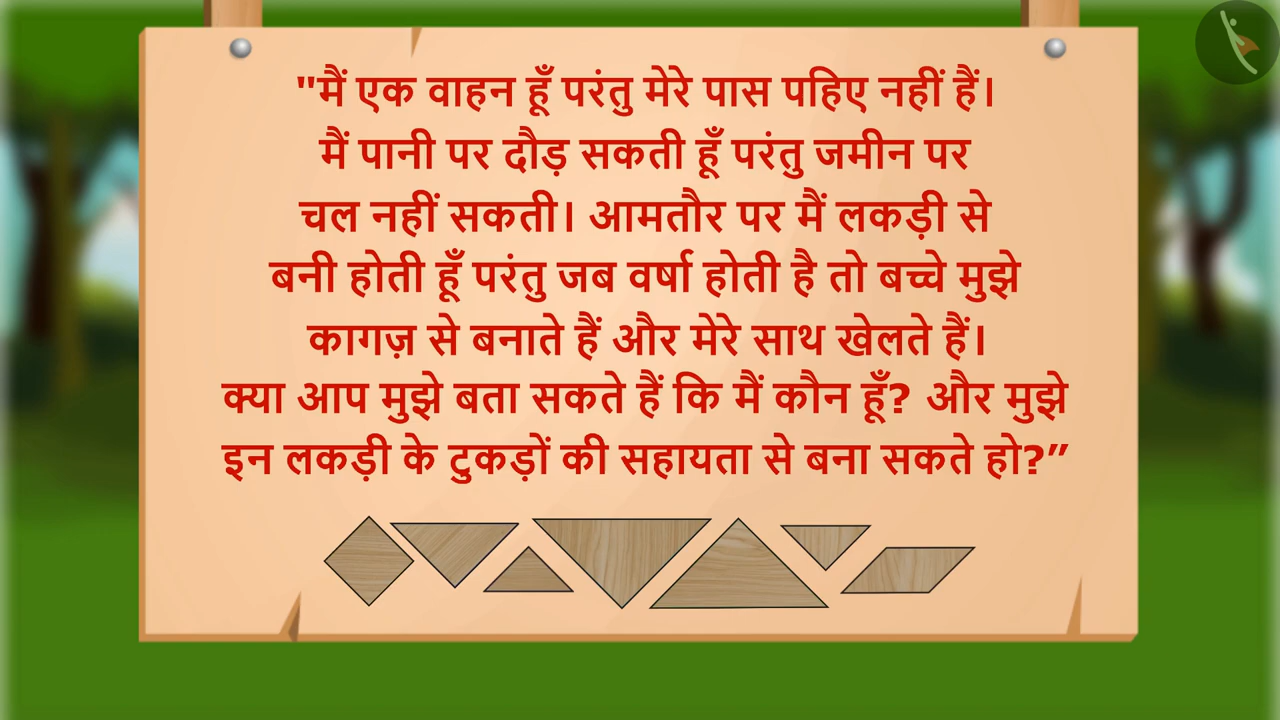 "मैं एक वाहन हूँ परंतु मेरे पास पहिए नहीं हैं।
मैं पानी पर दौड़ सकती हूँ परंतु जमीन पर
चल नहीं सकती। आमतौर पर मैं लकड़ी से
बनी होती हूँ परंतु जब वर्षा होती है तो बच्चे मुझे
कागज़ से बनाते हैं और मेरे साथ खेलते हैं।
क्या आप मुझे बता सकते हैं कि मैं कौन हूँ? और मुझे
इन लकड़ी के टुकड़ों की सहायता से बना सकते हो?”